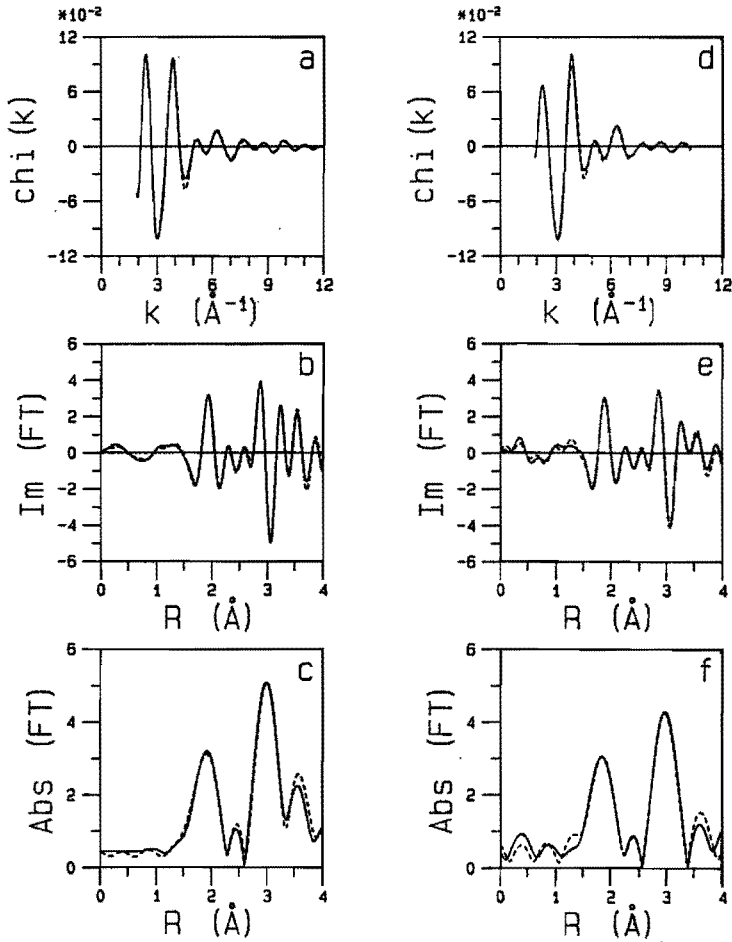 *10⁻²
12
6
0
-6
-12
chi (k)
a
0 3 6 9 12
k (Å⁻¹)
*10⁻²
12
6
0
-6
-12
chi (k)
d
0 3 6 9 12
k (Å⁻¹)
6
4
2
0
-2
-4
-6
Im (FT)
b
0 1 2 3 4
R (Å)
6
4
2
0
-2
-4
-6
Im (FT)
e
0 1 2 3 4
R (Å)
6
4
2
0
Abs (FT)
c
0 1 2 3 4
R (Å)
6
4
2
0
Abs (FT)
f
0 1 2 3 4
R (Å)